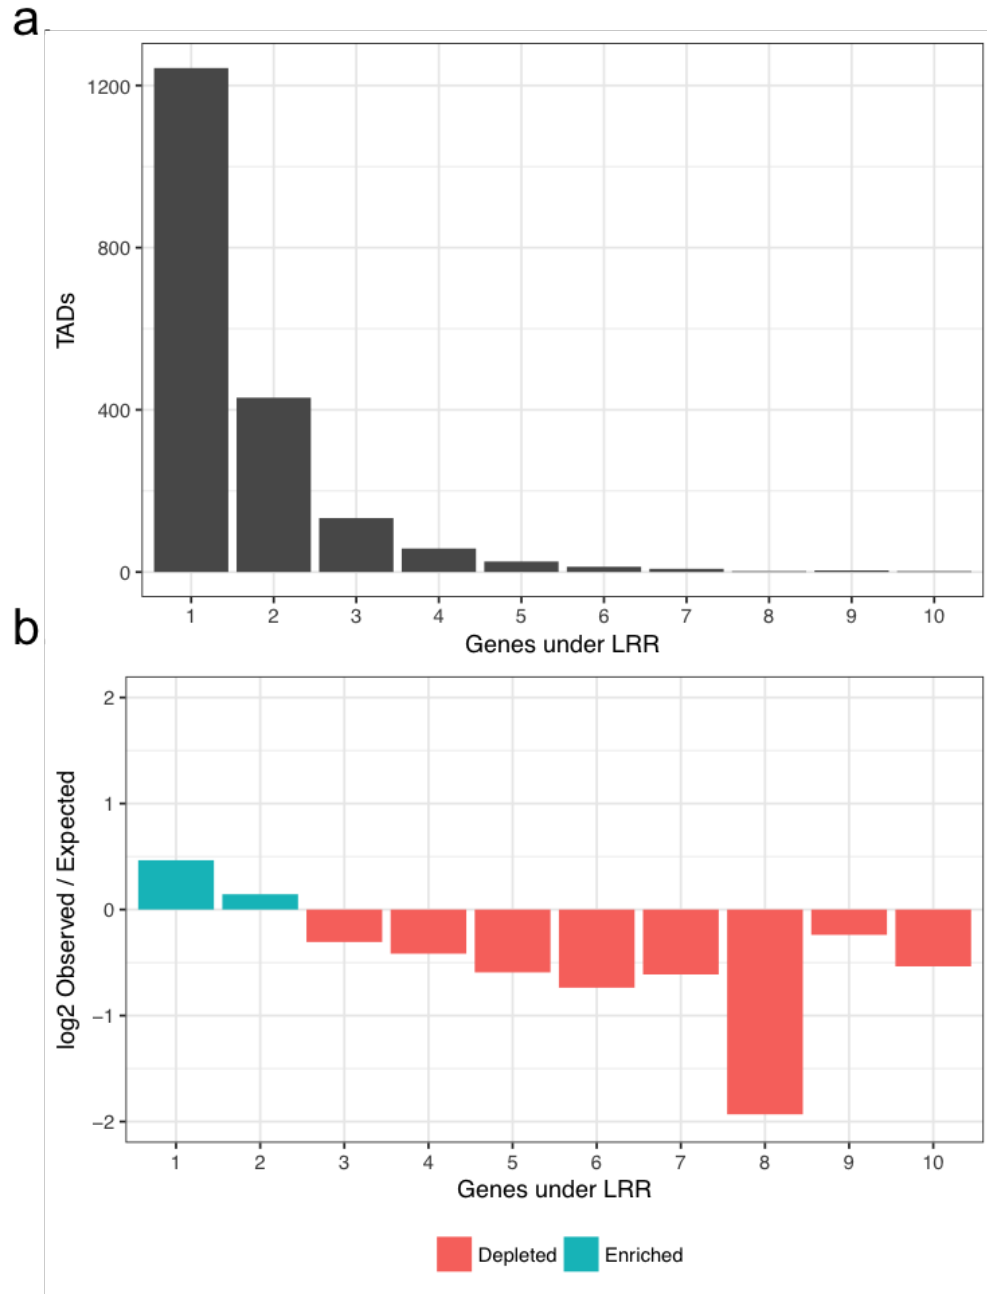 a
1200
800
400
0
TADs
1 2 3 4 5 6 7 8 9 10
Genes under LRR
b
2
1
0
−1
−2
log2 Observed / Expected
1 2 3 4 5 6 7 8 9 10
Genes under LRR
Depleted Enriched